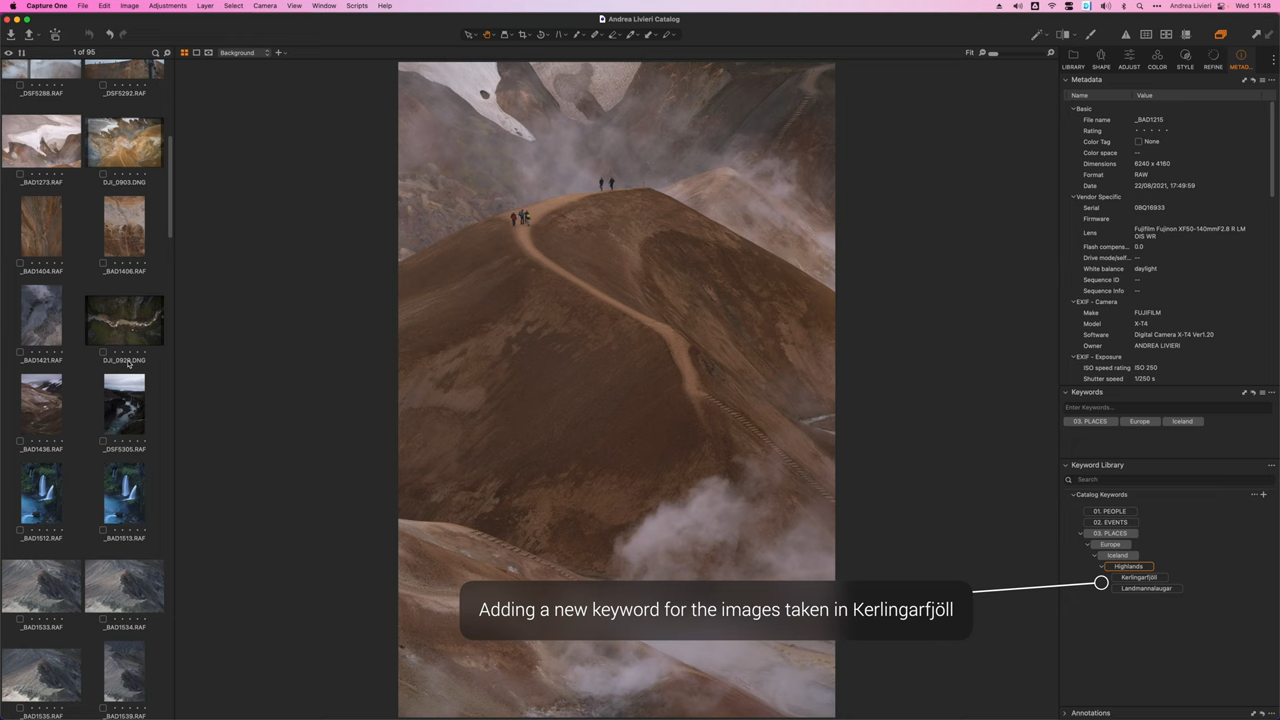 Capture One File Edit Image Adjustments Layer Select Camera View Window Scripts Help
Andrea Livieri Wed 11:48
Andrea Livieri Catalog
1 of 95
Background
Fit
LIBRARY SHAPE ADJUST COLOR STYLE REFINE METAD...
_DSF5288.RAF _DSF5292.RAF
_BAD1273.RAF DJI_0903.DNG
_BAD1404.RAF _BAD1406.RAF
_BAD1421.RAF DJI_0929.DNG
_BAD1436.RAF _DSF5305.RAF
_BAD1512.RAF _BAD1513.RAF
_BAD1533.RAF _BAD1534.RAF
_BAD1535.RAF _BAD1539.RAF
Metadata
Name Value
Basic
File name _BAD1215
Rating
Color Tag None
Color space --
Dimensions 6240 x 4160
Format RAW
Date 22/08/2021, 17:49:59
Vendor Specific
Serial 0BQ16933
Firmware
Lens Fujifilm Fujinon XF50-140mmF2.8 R LM
OIS WR
Flash compens... 0.0
Drive mode/self... --
White balance daylight
Sequence ID --
Sequence Info --
EXIF - Camera
Make FUJIFILM
Model X-T4
Software Digital Camera X-T4 Ver1.20
Owner ANDREA LIVIERI
EXIF - Exposure
ISO speed rating ISO 250
Shutter speed 1/250 s
Keywords
Enter Keywords...
03. PLACES Europe Iceland
Keyword Library
Search
Catalog Keywords
01. PEOPLE
02. EVENTS
03. PLACES
Europe
Iceland
Highlands
Kerlingarfjöll
Landmannalaugar
Adding a new keyword for the images taken in Kerlingarfjöll
Annotations